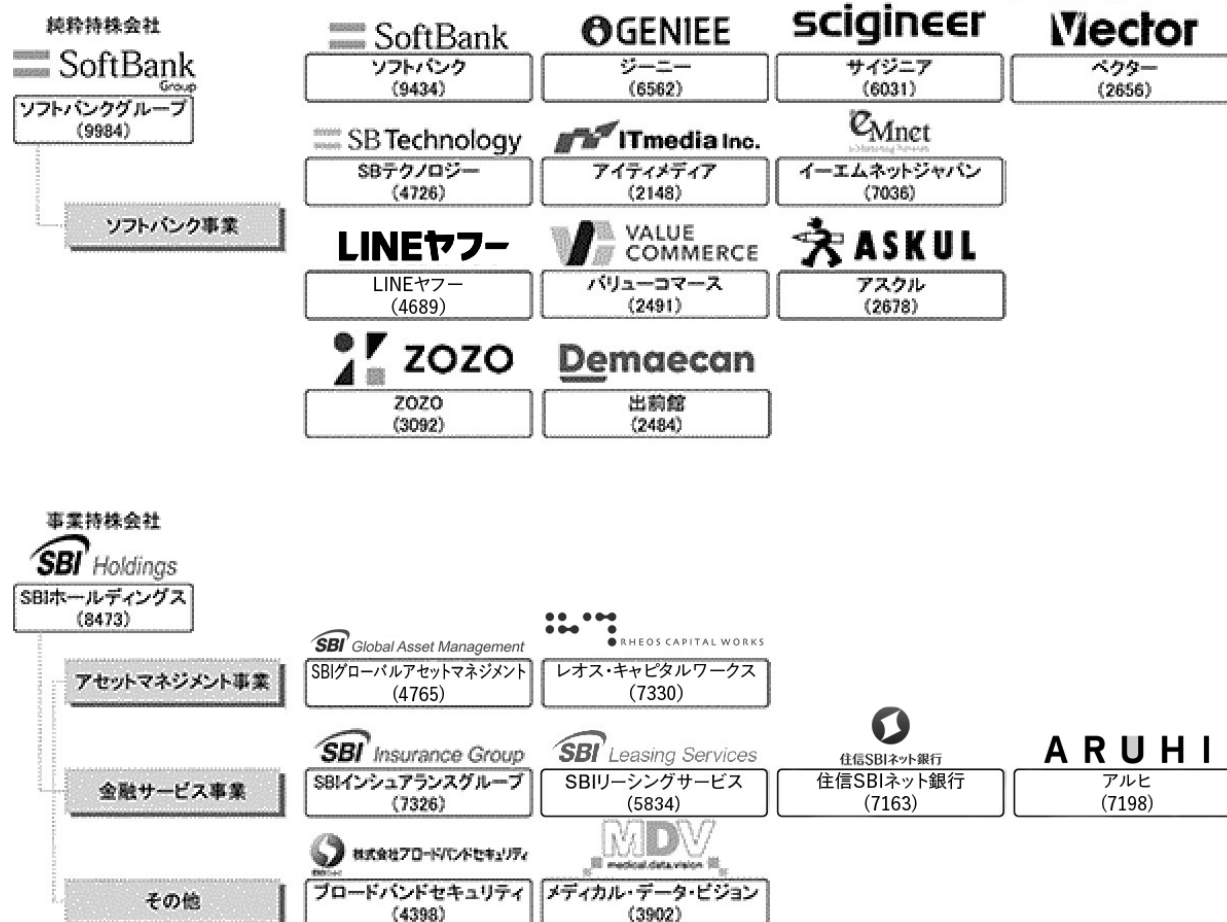 純粋持株会社
SoftBank
Group
ソフトバンクグループ
(9984)
ソフトバンク事業
SoftBank
ソフトバンク
(9434)
GENIEE
ジーニー
(6562)
scigineer
サイジニア
(6031)
Vector
ベクター
(2656)
SB Technology
SBテクノロジー
(4726)
ITmedia Inc.
アイティメディア
(2148)
eMnet
イーエムネットジャパン
(7036)
LINEヤフー
LINEヤフー
(4689)
VALUE
COMMERCE
バリューコマース
(2491)
ASKUL
アスクル
(2678)
ZOZO
ZOZO
(3092)
Demaecan
出前館
(2484)
事業持株会社
SBI Holdings
SBIホールディングス
(8473)
アセットマネジメント事業
SBI Global Asset Management
SBIグローバルアセットマネジメント
(4765)
RHEOS CAPITAL WORKS
レオス・キャピタルワークス
(7330)
金融サービス事業
SBI Insurance Group
SBIインシュアランスグループ
(7326)
SBI Leasing Services
SBIリーシングサービス
(5834)
住信SBIネット銀行
住信SBIネット銀行
(7163)
ARUHI
アルヒ
(7198)
その他
株式会社ブロードバンドセキュリティ
ブロードバンドセキュリティ
(4398)
MDV
medical.data.vision
メディカル・データ・ビジョン
(3902)